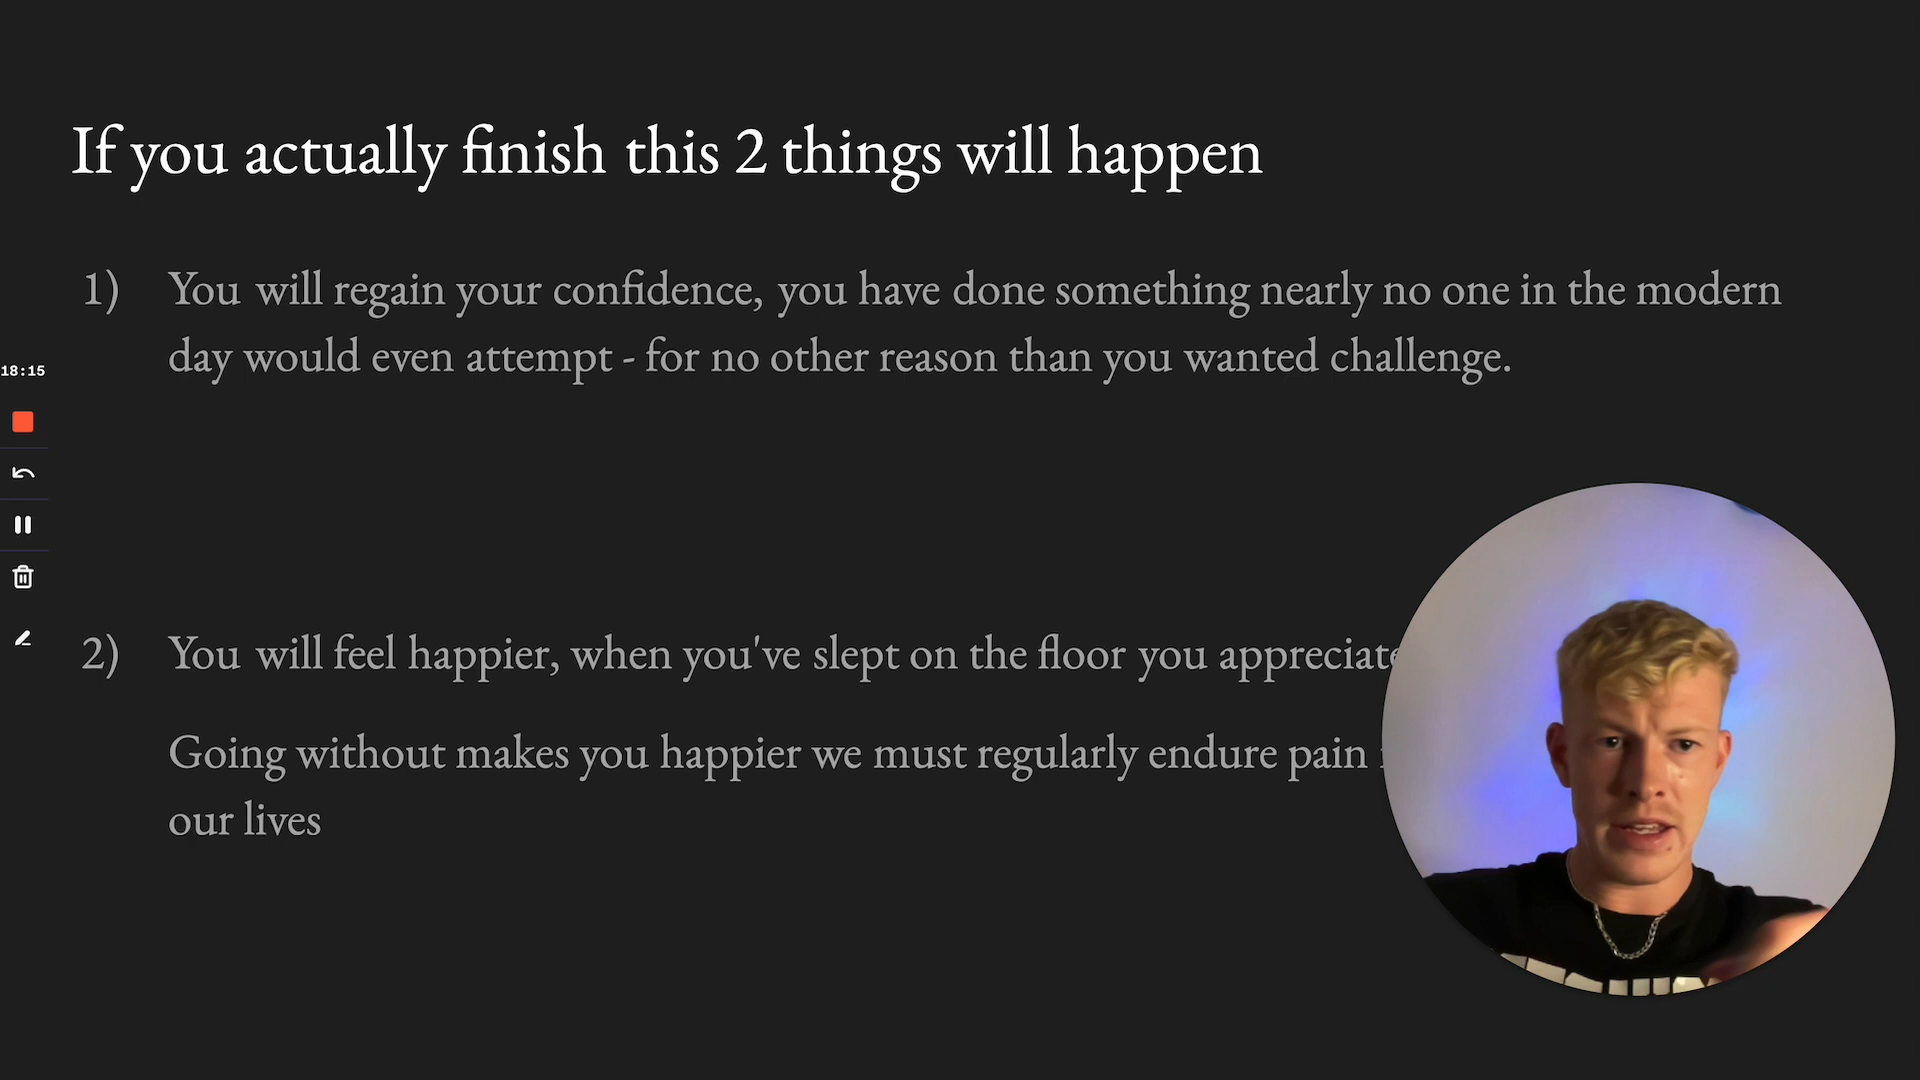 If you actually finish this 2 things will happen
1) You will regain your confidence, you have done something nearly no one in the modern
day would even attempt - for no other reason than you wanted challenge.
18:15
2) You will feel happier, when you've slept on the floor you appreciate
Going without makes you happier we must regularly endure pain
our lives